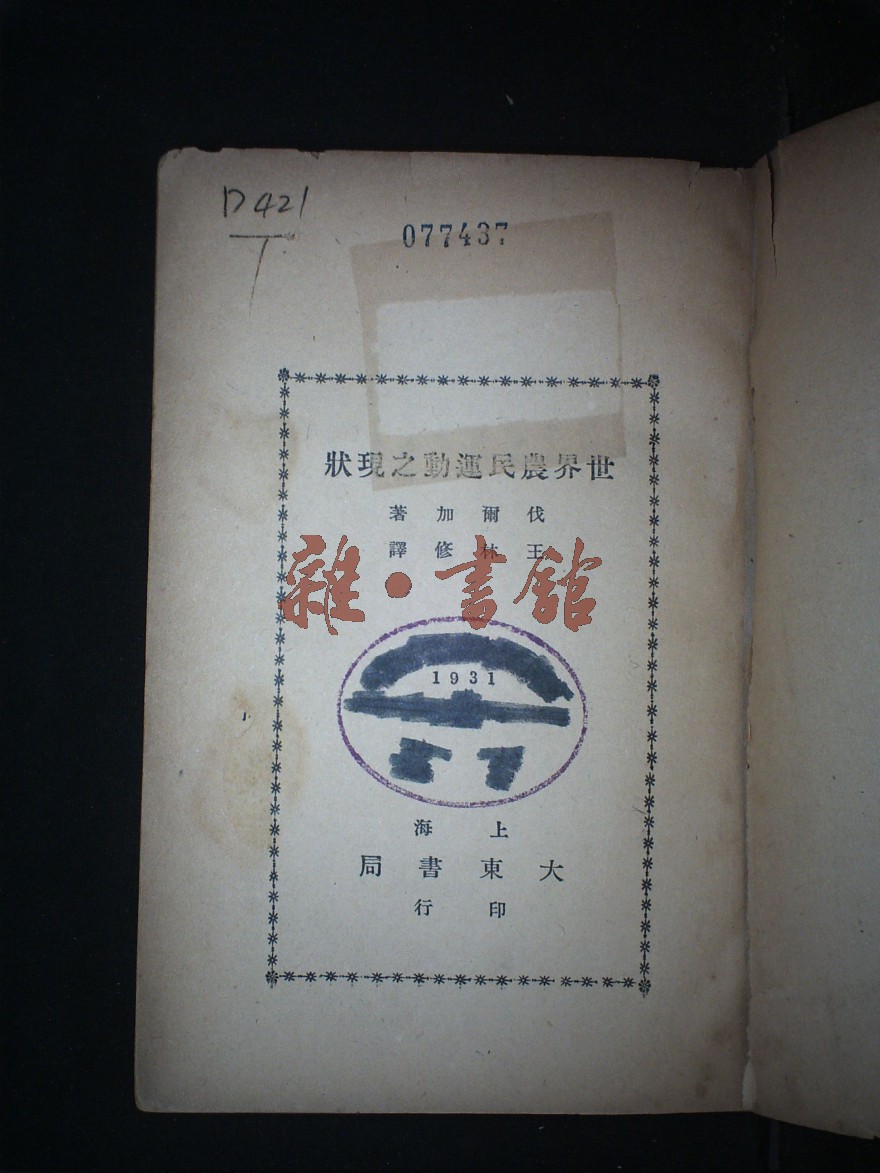 D421
1
077437
世界農民運動之現狀
伐爾加著
王林修譯
雜·書館
1931
上海
大東書局
印行